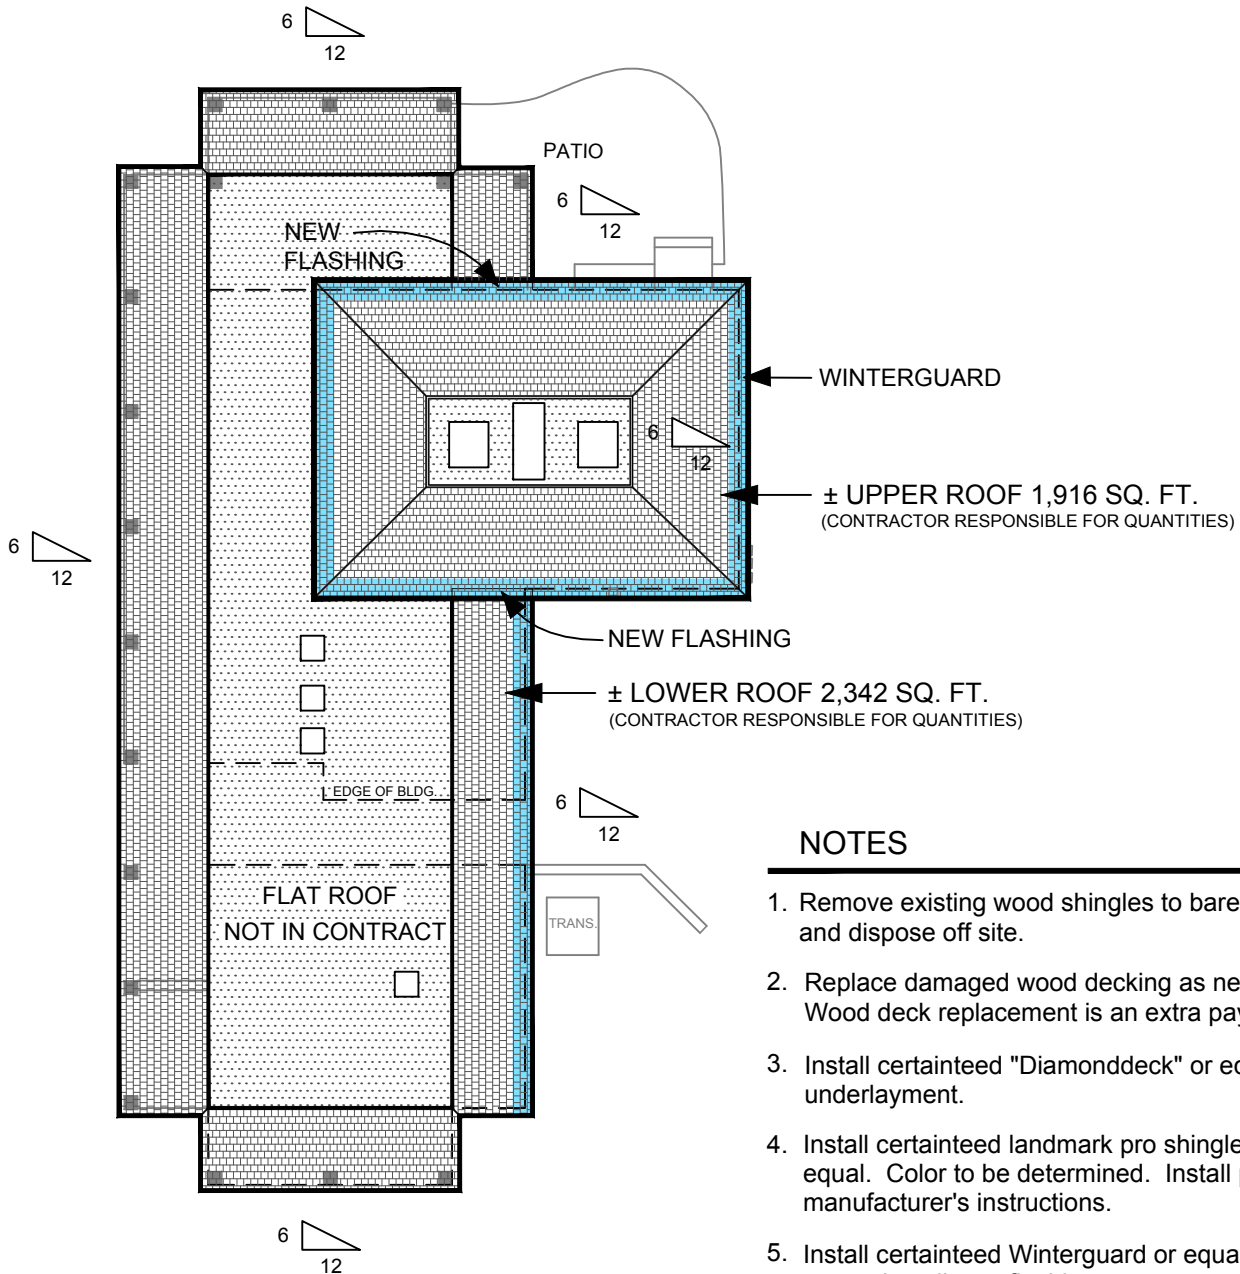 6
12
PATIO
6
12
NEW
FLASHING
WINTERGUARD
6
12
± UPPER ROOF 1,916 SQ. FT.
(CONTRACTOR RESPONSIBLE FOR QUANTITIES)
6
12
NEW FLASHING
± LOWER ROOF 2,342 SQ. FT.
(CONTRACTOR RESPONSIBLE FOR QUANTITIES)
EDGE OF BLDG.
6
12
FLAT ROOF
NOT IN CONTRACT
TRANS.
6
12
NOTES
1. Remove existing wood shingles to bare
and dispose off site.
2. Replace damaged wood decking as ne
Wood deck replacement is an extra pay
3. Install certainteed "Diamonddeck" or ec
underlayment.
4. Install certainteed landmark pro shingle
equal. Color to be determined. Install p
manufacturer's instructions.
5. Install certainteed Winterguard or equa